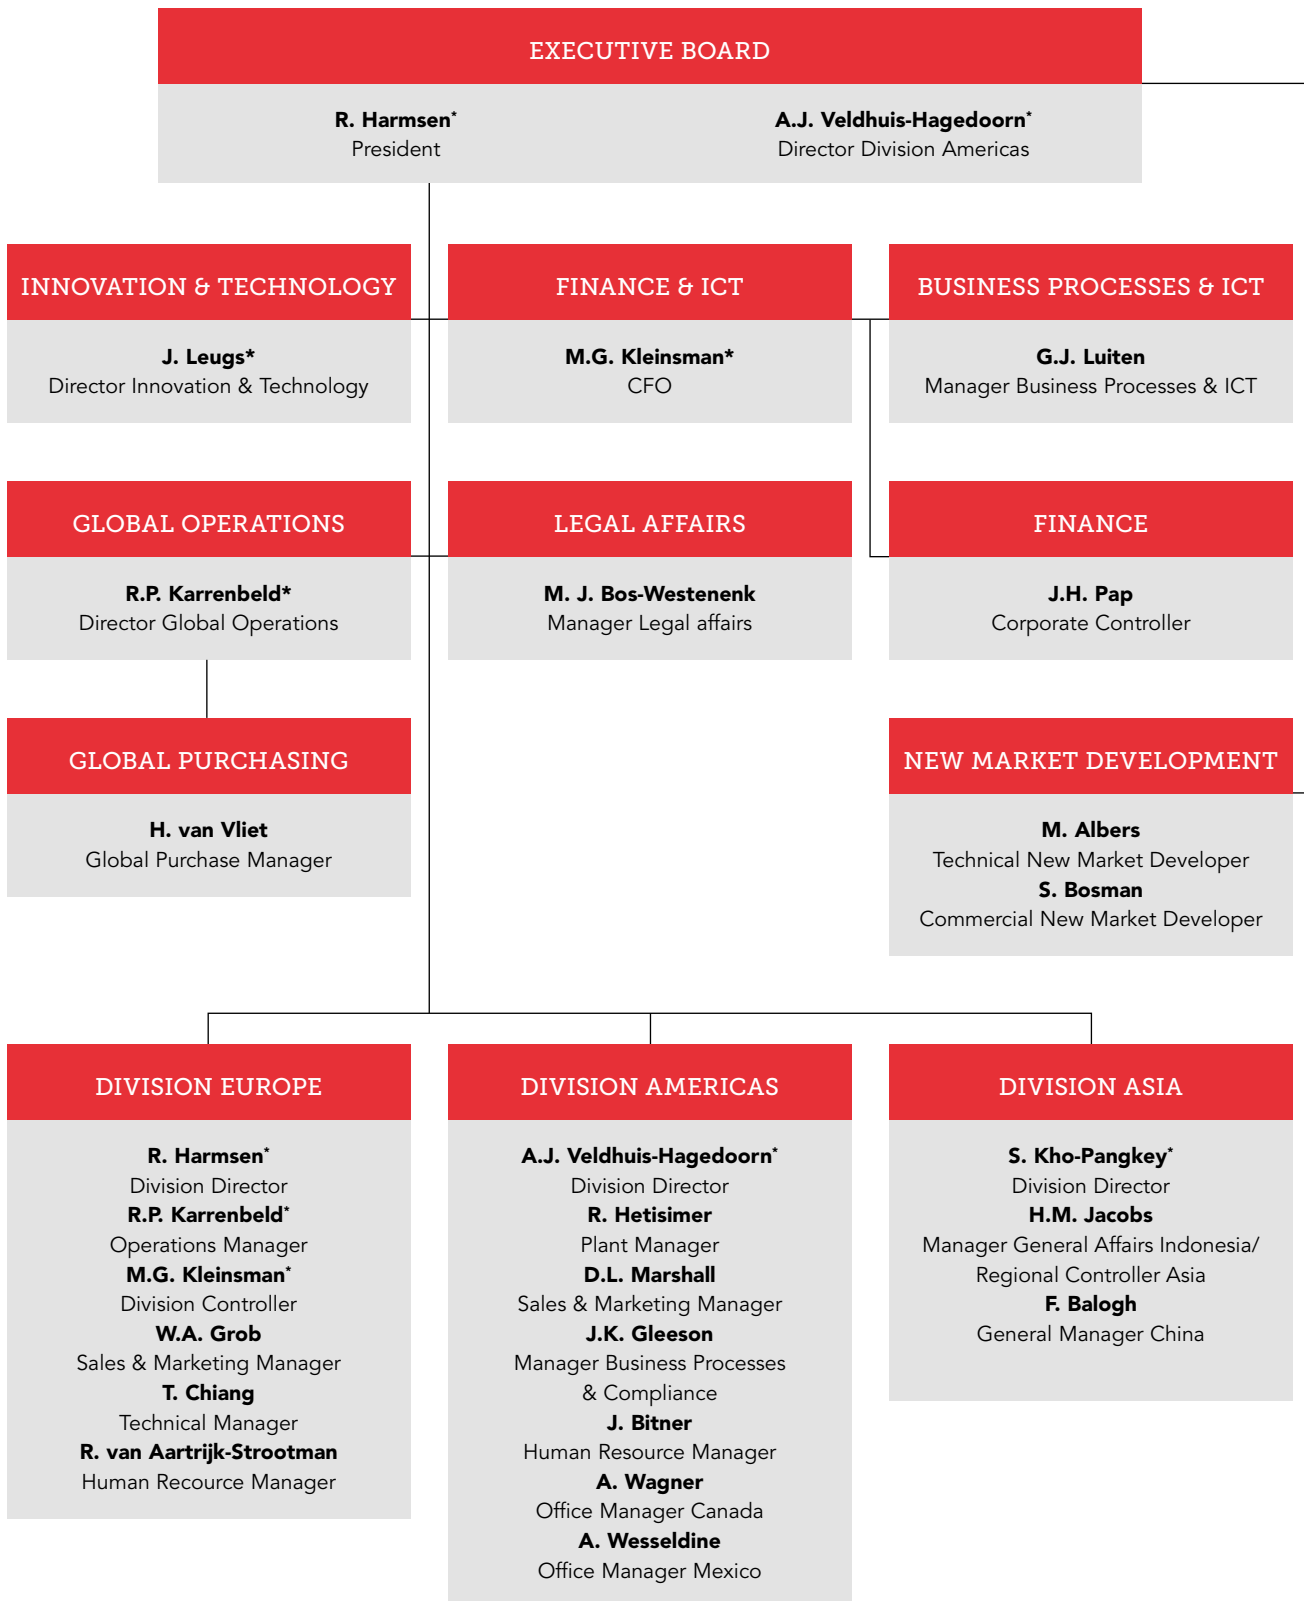 EXECUTIVE BOARD
R. Harmsen*
President
A.J. Veldhuis-Hagedoorn*
Director Division Americas
INNOVATION & TECHNOLOGY
J. Leugs*
Director Innovation & Technology
FINANCE & ICT
M.G. Kleinsman*
CFO
BUSINESS PROCESSES & ICT
G.J. Luiten
Manager Business Processes & ICT
GLOBAL OPERATIONS
R.P. Karrenbeld*
Director Global Operations
LEGAL AFFAIRS
M. J. Bos-Westenenk
Manager Legal affairs
FINANCE
J.H. Pap
Corporate Controller
GLOBAL PURCHASING
H. van Vliet
Global Purchase Manager
NEW MARKET DEVELOPMENT
M. Albers
Technical New Market Developer
S. Bosman
Commercial New Market Developer
DIVISION EUROPE
R. Harmsen*
Division Director
R.P. Karrenbeld*
Operations Manager
M.G. Kleinsman*
Division Controller
W.A. Grob
Sales & Marketing Manager
T. Chiang
Technical Manager
R. van Aartrijk-Strootman
Human Recource Manager
DIVISION AMERICAS
A.J. Veldhuis-Hagedoorn*
Division Director
R. Hetisimer
Plant Manager
D.L. Marshall
Sales & Marketing Manager
J.K. Gleeson
Manager Business Processes
& Compliance
J. Bitner
Human Resource Manager
A. Wagner
Office Manager Canada
A. Wesseldine
Office Manager Mexico
DIVISION ASIA
S. Kho-Pangkey*
Division Director
H.M. Jacobs
Manager General Affairs Indonesia/
Regional Controller Asia
F. Balogh
General Manager China